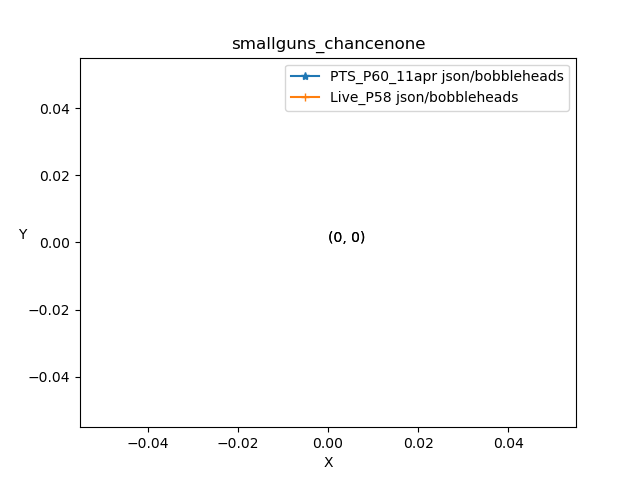 smallguns_chancenone
PTS_P60_11apr json/bobbleheads
Live_P58 json/bobbleheads
0.04
0.02
0.00
−0.02
−0.04
Y
(0, 0)
−0.04 −0.02 0.00 0.02 0.04
X